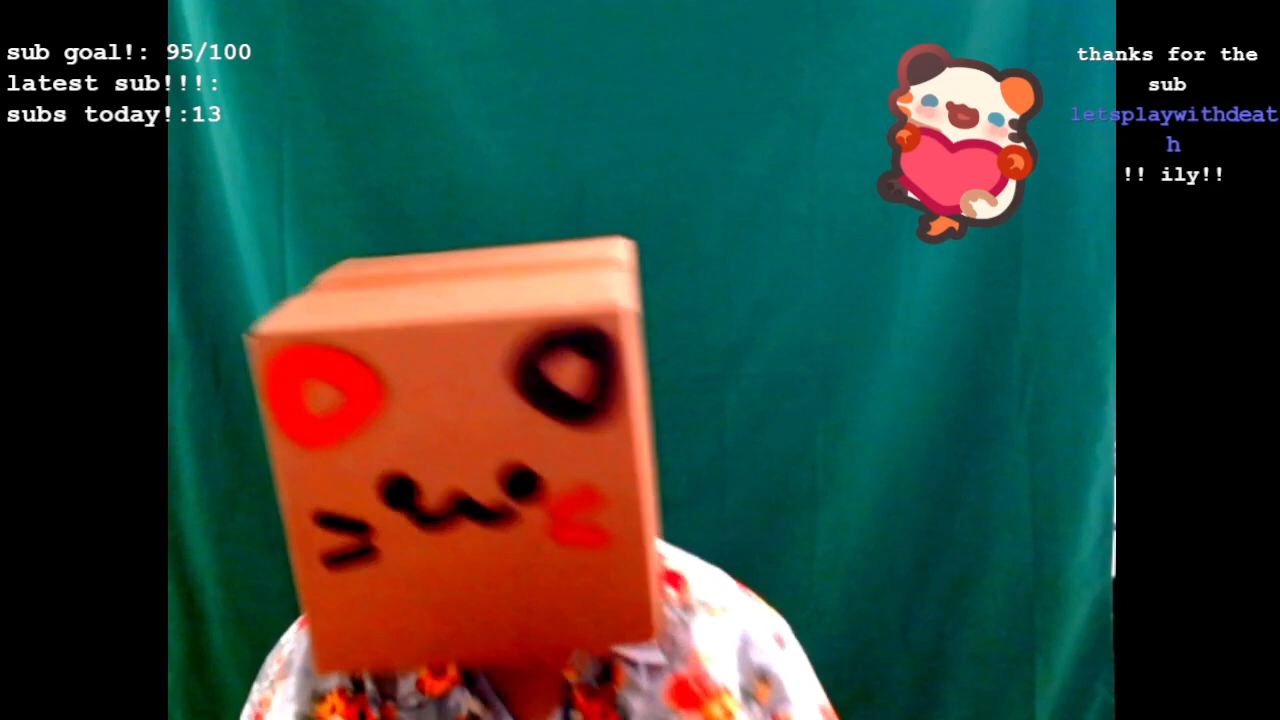 sub goal!: 95/100
latest sub!!!:
subs today!:13
thanks for the
sub
letsplaywithdeat
h
!! ily!!